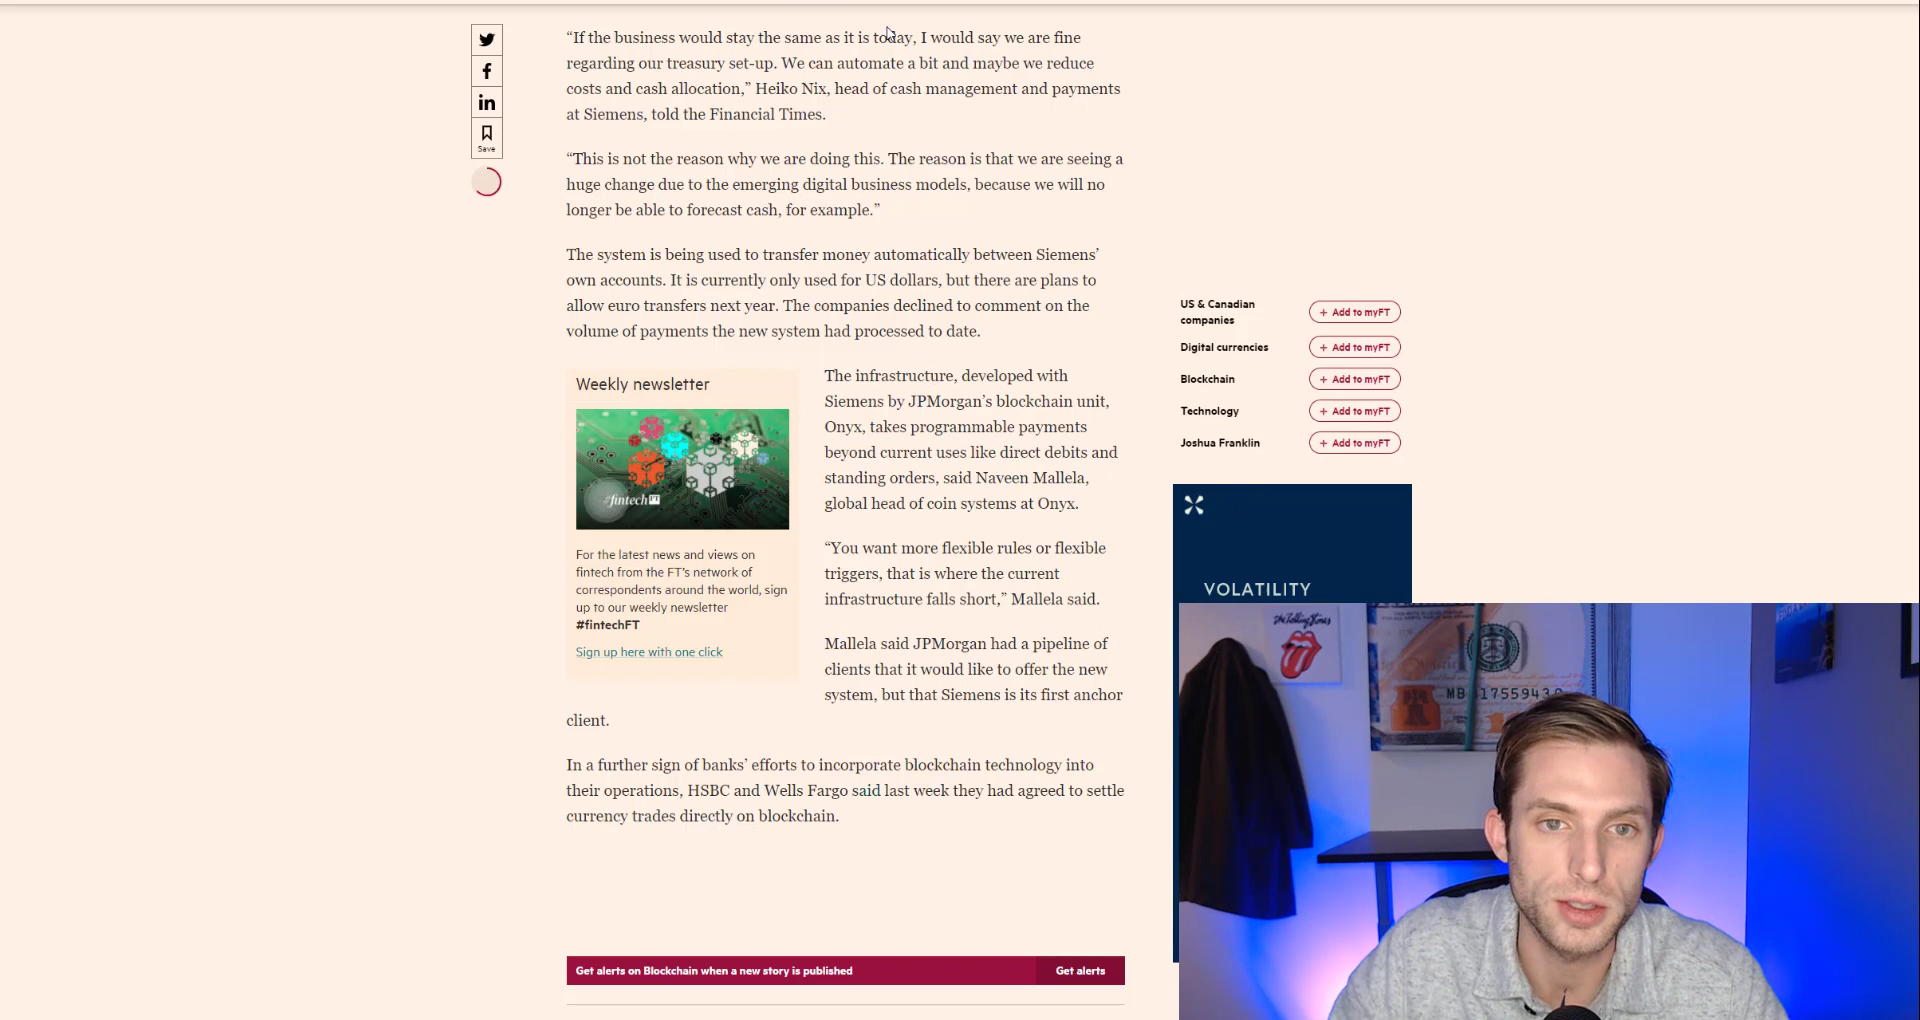 “If the business would stay the same as it is today, I would say we are fine
regarding our treasury set-up. We can automate a bit and maybe we reduce
costs and cash allocation,” Heiko Nix, head of cash management and payments
at Siemens, told the Financial Times.
“This is not the reason why we are doing this. The reason is that we are seeing a
huge change due to the emerging digital business models, because we will no
longer be able to forecast cash, for example.”
The system is being used to transfer money automatically between Siemens’
own accounts. It is currently only used for US dollars, but there are plans to
allow euro transfers next year. The companies declined to comment on the
volume of payments the new system had processed to date.
Save
Weekly newsletter
#fintech FT
For the latest news and views on
fintech from the FT’s network of
correspondents around the world, sign
up to our weekly newsletter
#fintechFT
Sign up here with one click
The infrastructure, developed with
Siemens by JPMorgan’s blockchain unit,
Onyx, takes programmable payments
beyond current uses like direct debits and
standing orders, said Naveen Mallela,
global head of coin systems at Onyx.
“You want more flexible rules or flexible
triggers, that is where the current
infrastructure falls short,” Mallela said.
Mallela said JPMorgan had a pipeline of
clients that it would like to offer the new
system, but that Siemens is its first anchor
client.
In a further sign of banks’ efforts to incorporate blockchain technology into
their operations, HSBC and Wells Fargo said last week they had agreed to settle
currency trades directly on blockchain.
Get alerts on Blockchain when a new story is published
Get alerts
US & Canadian
companies
+ Add to myFT
Digital currencies
+ Add to myFT
Blockchain
+ Add to myFT
Technology
+ Add to myFT
Joshua Franklin
+ Add to myFT
VOLATILITY
The Rolling Stones